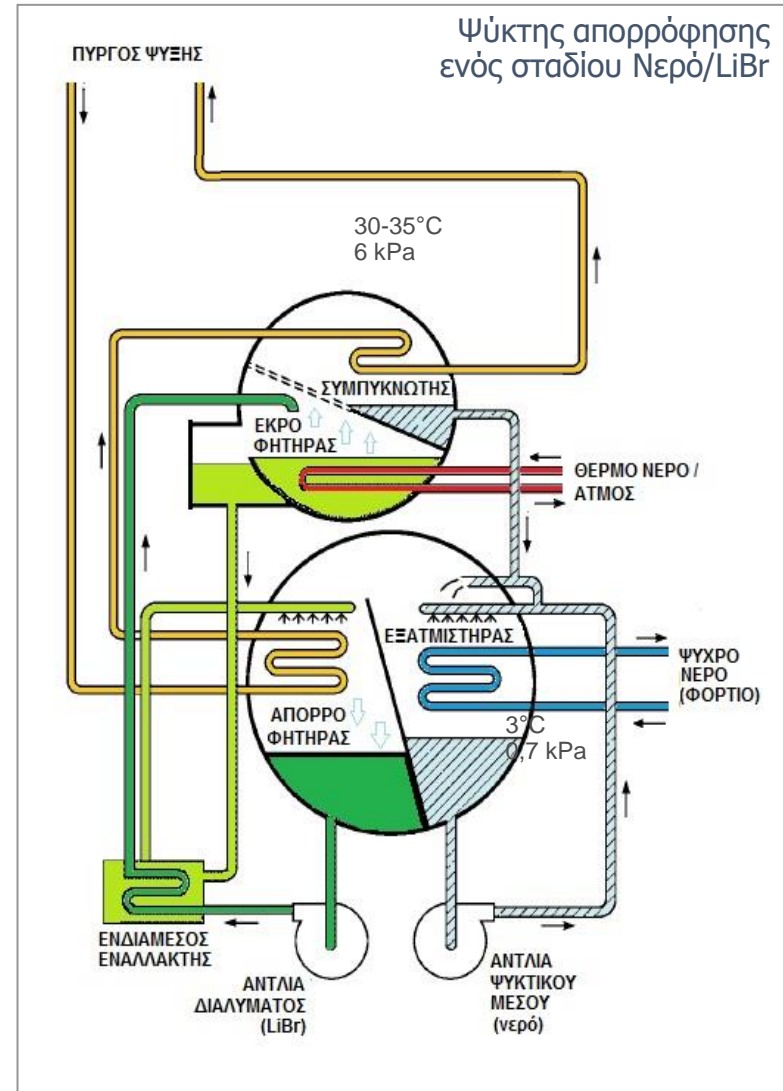 Ψύκτης απορρόφησης
ενός σταδίου Νερό/LiBr
ΠΥΡΓΟΣ ΨΥΞΗΣ
30-35°C
6 kPa
ΣΥΜΠΥΚΝΩΤΗΣ
ΕΚΡΟ
ΦΗΤΗΡΑΣ
ΘΕΡΜΟ ΝΕΡΟ /
ΑΤΜΟΣ
ΕΞΑΤΜΙΣΤΗΡΑΣ
ΨΥΧΡΟ
ΝΕΡΟ
(ΦΟΡΤΙΟ)
ΑΠΟΡΡΟ
ΦΗΤΗΡΑΣ
3°C
0,7 kPa
ΕΝΔΙΑΜΕΣΟΣ
ΕΝΑΛΛΑΚΤΗΣ
ΑΝΤΛΙΑ
ΔΙΑΛΥΜΑΤΟΣ
(LiBr)
ΑΝΤΛΙΑ
ΨΥΚΤΙΚΟΥ
ΜΕΣΟΥ
(νερό)